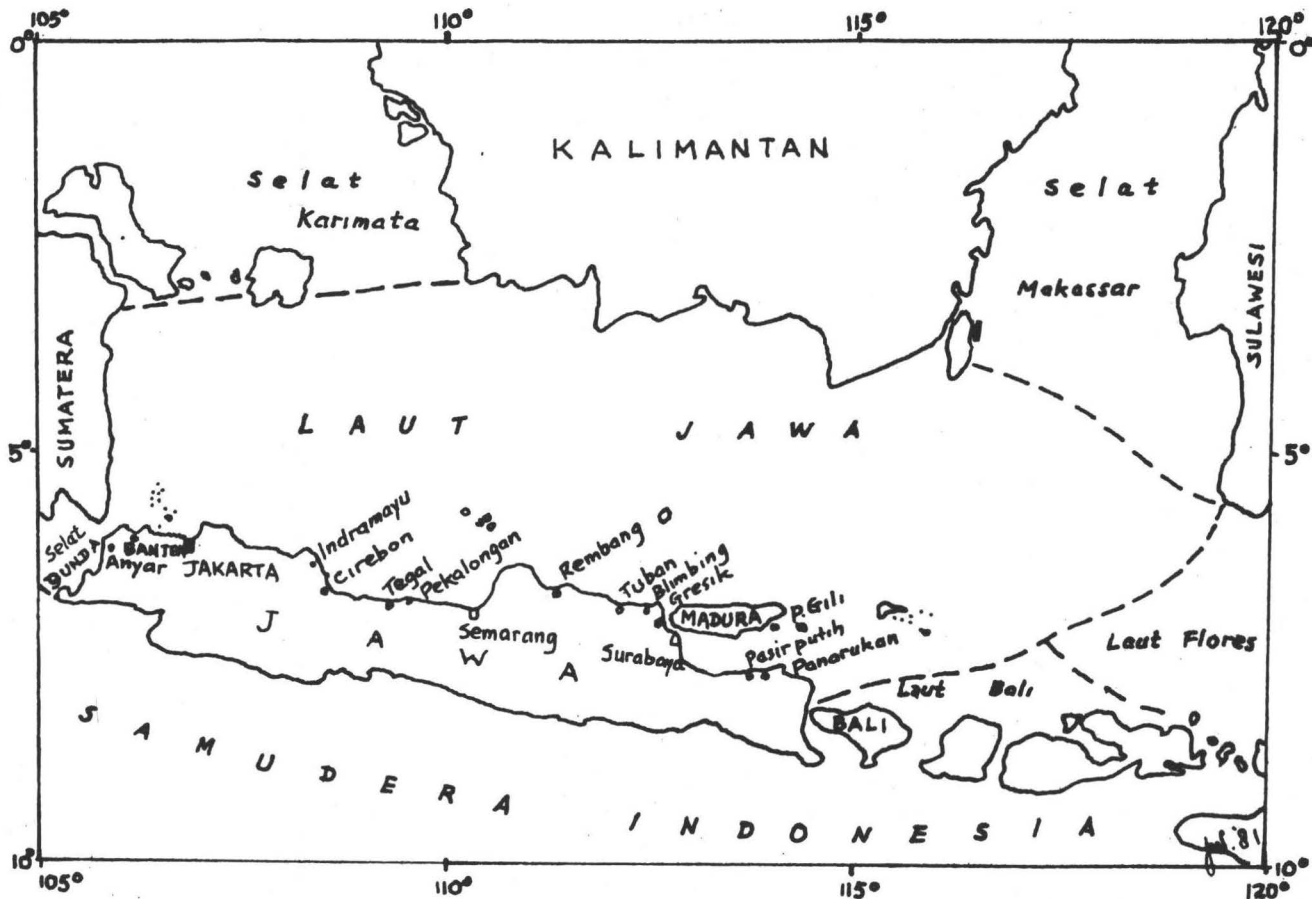 105° 110° 115° 120°
0° 0°
KALIMANTAN
Selat
Karimata
Selat
Makassar
SULAWESI
SUMATERA
LAUT JAWA
5° 5°
Selat
SUNDA
BANTEN
Anyar
JAKARTA
Indramayu
Cirebon
Tegal
Pekalongan
Semarang
Rembang
Tuban
Blimbing
Gresik
Surabaya
MADURA
P. Gili
Pasir putih
Panarukan
JAWA
Laut Flores
Laut Bali
BALI
SAMUDERA INDONESIA
10° 10°
105° 110° 115° 120°